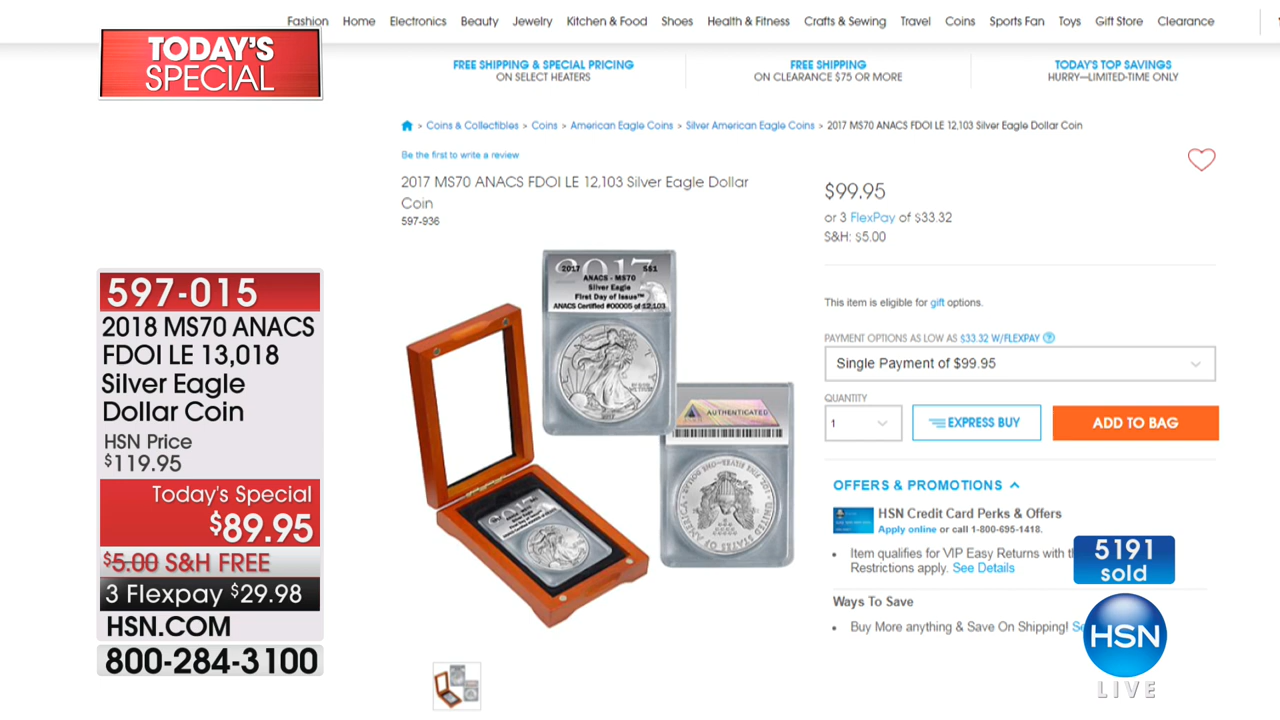 Fashion Home Electronics Beauty Jewelry Kitchen & Food Shoes Health & Fitness Crafts & Sewing Travel Coins Sports Fan Toys Gift Store Clearance
TODAY'S
SPECIAL
FREE SHIPPING & SPECIAL PRICING
ON SELECT HEATERS
FREE SHIPPING
ON CLEARANCE $75 OR MORE
TODAY'S TOP SAVINGS
HURRY—LIMITED-TIME ONLY
> Coins & Collectibles > Coins > American Eagle Coins > Silver American Eagle Coins > 2017 MS70 ANACS FDOI LE 12,103 Silver Eagle Dollar Coin
Be the first to write a review
2017 MS70 ANACS FDOI LE 12,103 Silver Eagle Dollar
Coin
597-936
$99.95
or 3 FlexPay of $33.32
S&H: $5.00
This item is eligible for gift options.
PAYMENT OPTIONS AS LOW AS $33.32 W/FLEXPAY ?
Single Payment of $99.95
QUANTITY
1
EXPRESS BUY
ADD TO BAG
OFFERS & PROMOTIONS
HSN Credit Card Perks & Offers
Apply online or call 1-800-695-1418.
• Item qualifies for VIP Easy Returns with
Restrictions apply. See Details
Ways To Save
• Buy More anything & Save On Shipping!
2017
2017 $1
ANACS - MS70
Silver Eagle
First Day of Issue™
ANACS Certified #00005 of 12,103
AUTHENTICATED
597-015
2018 MS70 ANACS
FDOI LE 13,018
Silver Eagle
Dollar Coin
HSN Price
$119.95
Today's Special
$89.95
$5.00 S&H FREE
3 Flexpay $29.98
HSN.COM
800-284-3100
5191
sold
HSN
LIVE